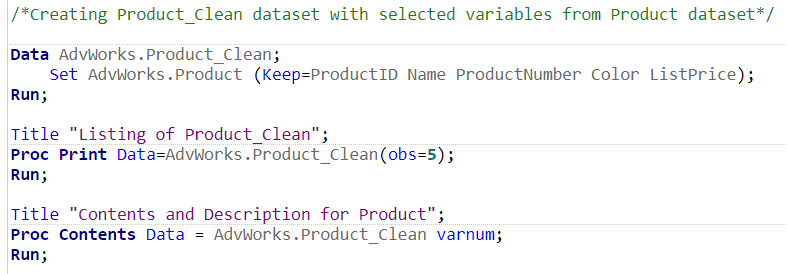 /*Creating Product_Clean dataset with selected variables from Product dataset*/
Data AdvWorks.Product_Clean;
Set AdvWorks.Product (Keep=ProductID Name ProductNumber Color ListPrice);
Run;
Title "Listing of Product_Clean";
Proc Print Data=AdvWorks.Product_Clean(obs=5);
Run;
Title "Contents and Description for Product";
Proc Contents Data = AdvWorks.Product_Clean varnum;
Run;